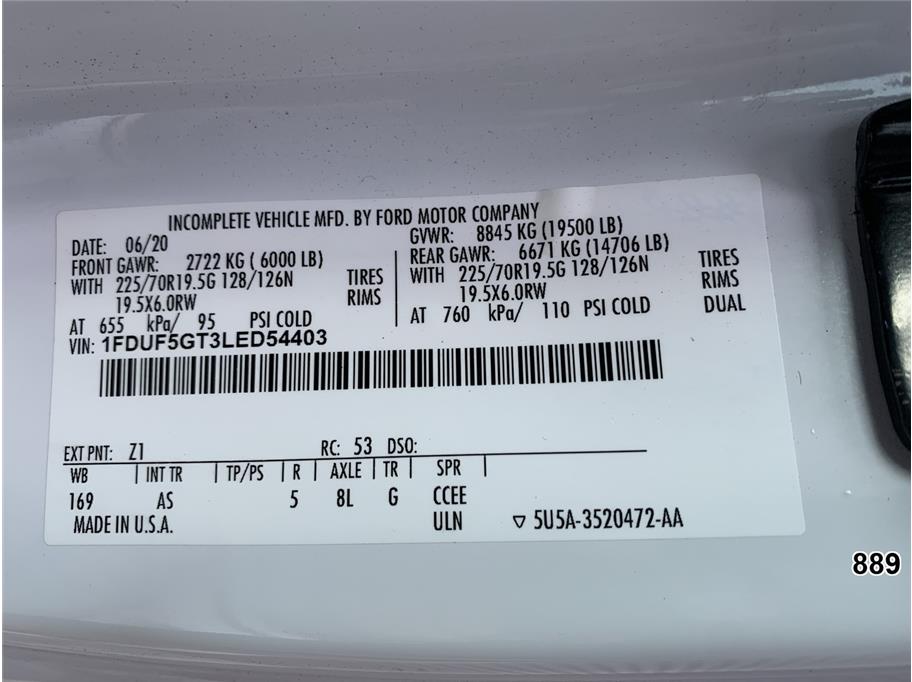 INCOMPLETE VEHICLE MFD. BY FORD MOTOR COMPANY
DATE: 06/20
GVWR: 8845 KG (19500 LB)
FRONT GAWR: 2722 KG ( 6000 LB)
REAR GAWR: 6671 KG (14706 LB)
WITH 225/70R19.5G 128/126N TIRES
WITH 225/70R19.5G 128/126N TIRES
19.5X6.0RW RIMS
19.5X6.0RW RIMS
AT 655 kPa/ 95 PSI COLD
AT 760 kPa/ 110 PSI COLD DUAL
VIN: 1FDUF5GT3LED54403
EXT PNT: Z1 RC: 53 DSO:
WB | INT TR | TP/PS | R | AXLE | TR | SPR |
169 AS 5 8L G CCEE
MADE IN U.S.A. ULN ▽ 5U5A-3520472-AA
889